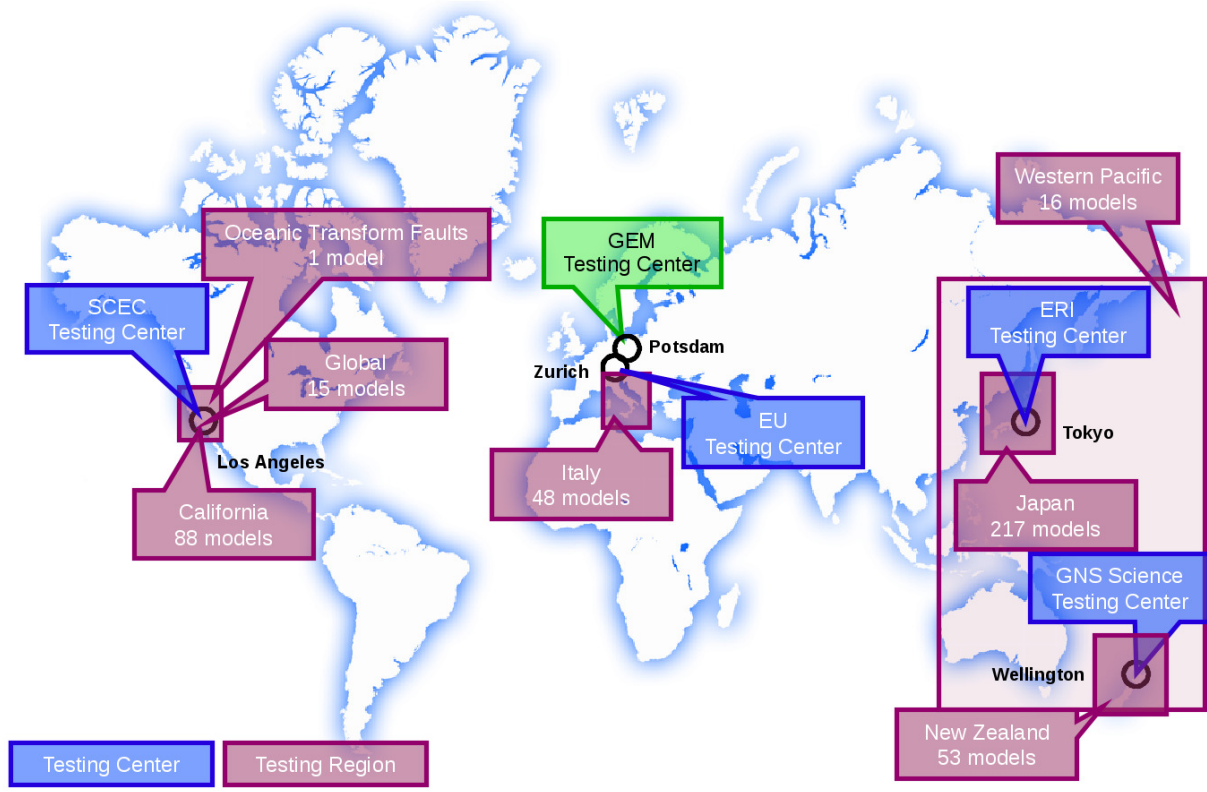 Western Pacific
16 models
Oceanic Transform Faults
1 model
GEM
Testing Center
SCEC
Testing Center
ERI
Testing Center
Global
15 models
Potsdam
Zurich
EU
Testing Center
Tokyo
Los Angeles
Italy
48 models
California
88 models
Japan
217 models
GNS Science
Testing Center
Wellington
New Zealand
53 models
Testing Center
Testing Region